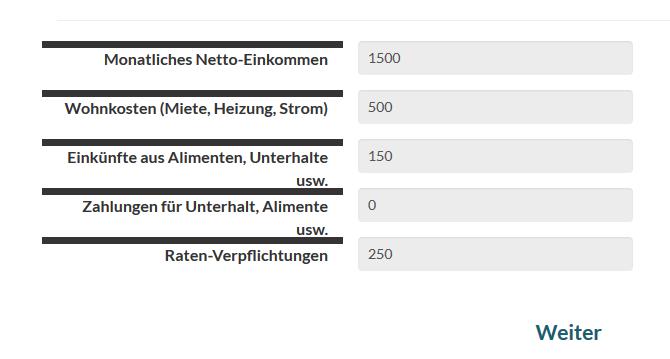 Monatliches Netto-Einkommen 1500
Wohnkosten (Miete, Heizung, Strom) 500
Einkünfte aus Alimenten, Unterhalte 150
usw.
Zahlungen für Unterhalt, Alimente 0
usw.
Raten-Verpflichtungen 250
Weiter